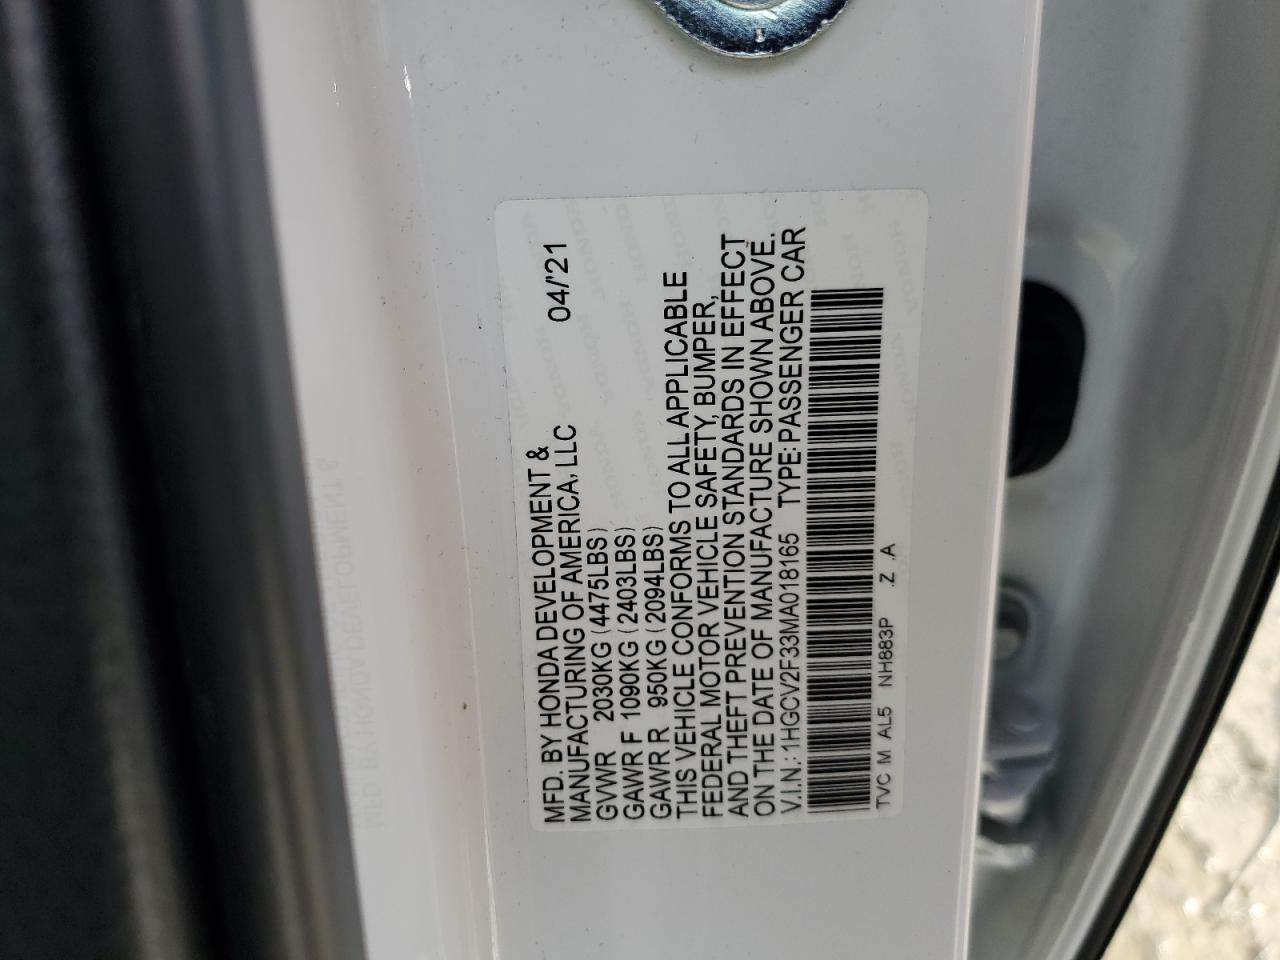 MFD. BY HONDA DEVELOPMENT &
MANUFACTURING OF AMERICA, LLC 04/'21
GVWR 2030KG (4475LBS)
GAWR F 1090KG (2403LBS)
GAWR R 950KG (2094LBS)
THIS VEHICLE CONFORMS TO ALL APPLICABLE
FEDERAL MOTOR VEHICLE SAFETY, BUMPER,
AND THEFT PREVENTION STANDARDS IN EFFECT
ON THE DATE OF MANUFACTURE SHOWN ABOVE.
V.I.N.: 1HGCV2F33MA018165 TYPE: PASSENGER CAR
TVC M AL5 NH883P .Z .A